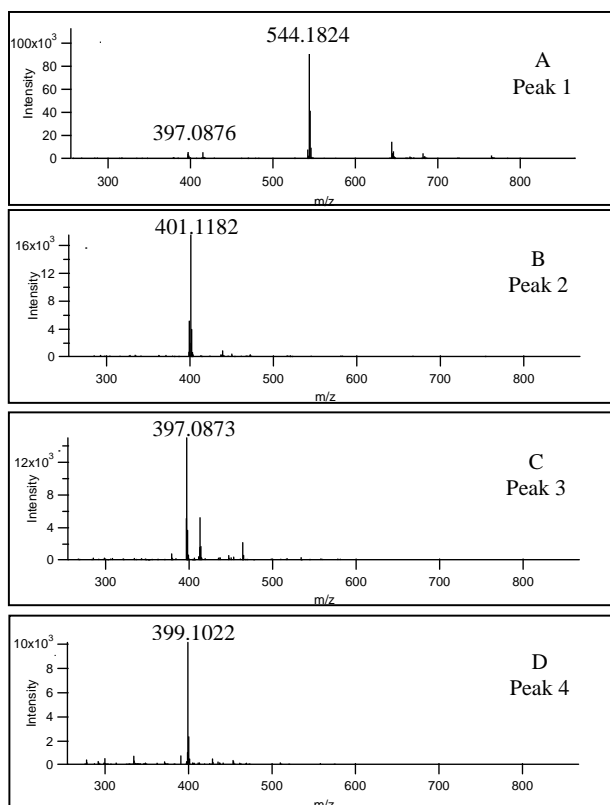 544.1824
100x10³
A
Peak 1
80
60
397.0876
40
20
0
Intensity
300 400 500 600 700 800
m/z
401.1182
16x10³
B
Peak 2
12
8
4
0
Intensity
300 400 500 600 700 800
m/z
397.0873
12x10³
C
Peak 3
8
4
0
Intensity
300 400 500 600 700 800
m/z
399.1022
10x10³
D
Peak 4
8
6
4
2
0
Intensity
300 400 500 600 700 800
m/z